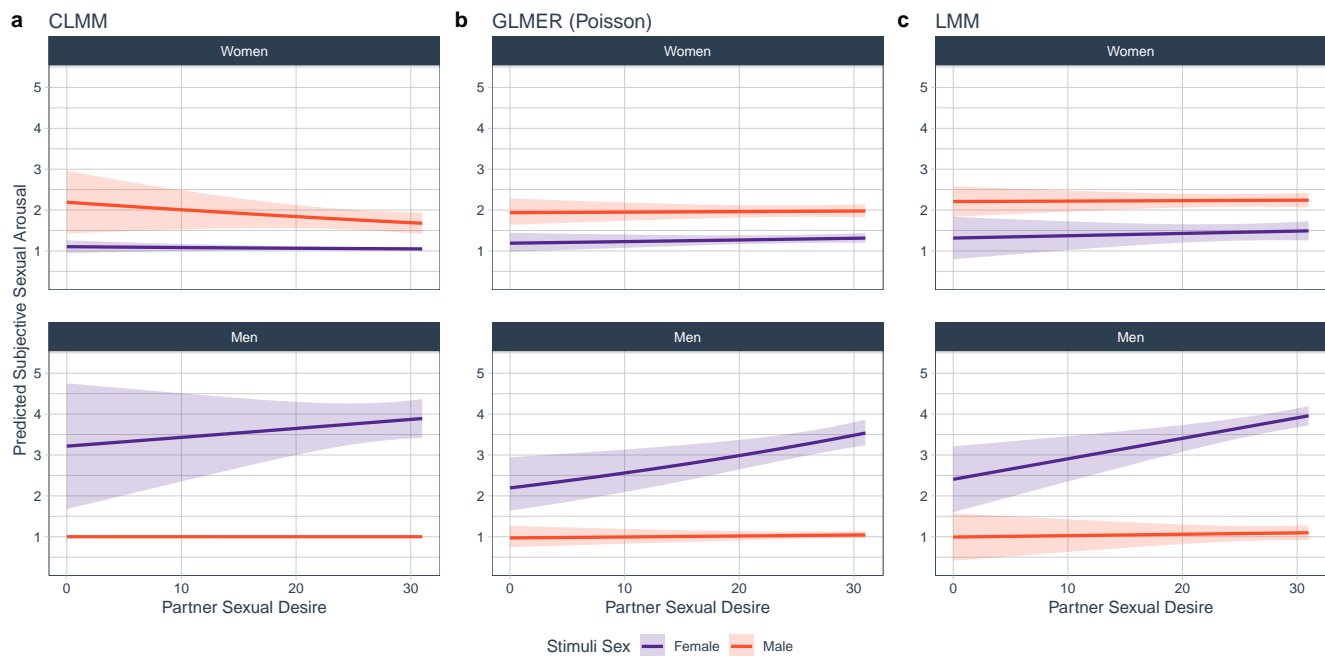 a CLMM
b GLMER (Poisson)
c LMM
Predicted Subjective Sexual Arousal
Women
5
4
3
2
1
Men
5
4
3
2
1
0 10 20 30
Partner Sexual Desire
Women
5
4
3
2
1
Men
5
4
3
2
1
0 10 20 30
Partner Sexual Desire
Women
5
4
3
2
1
Men
5
4
3
2
1
0 10 20 30
Partner Sexual Desire
Stimuli Sex Female Male